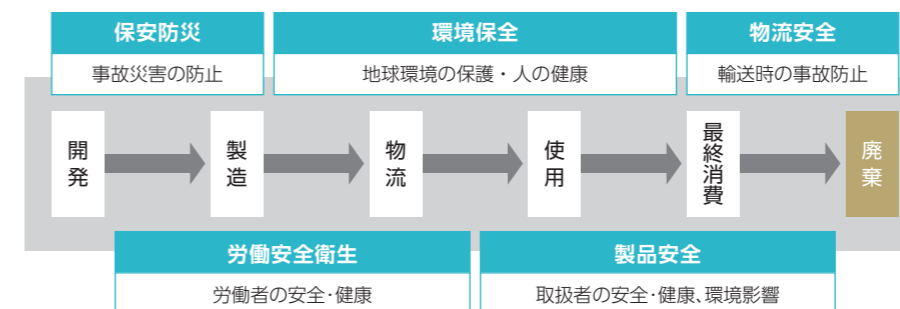 保安防災
事故災害の防止
環境保全
地球環境の保護・人の健康
物流安全
輸送時の事故防止
開発
製造
物流
使用
最終消費
廃棄
労働安全衛生
労働者の安全・健康
製品安全
取扱者の安全・健康、環境影響